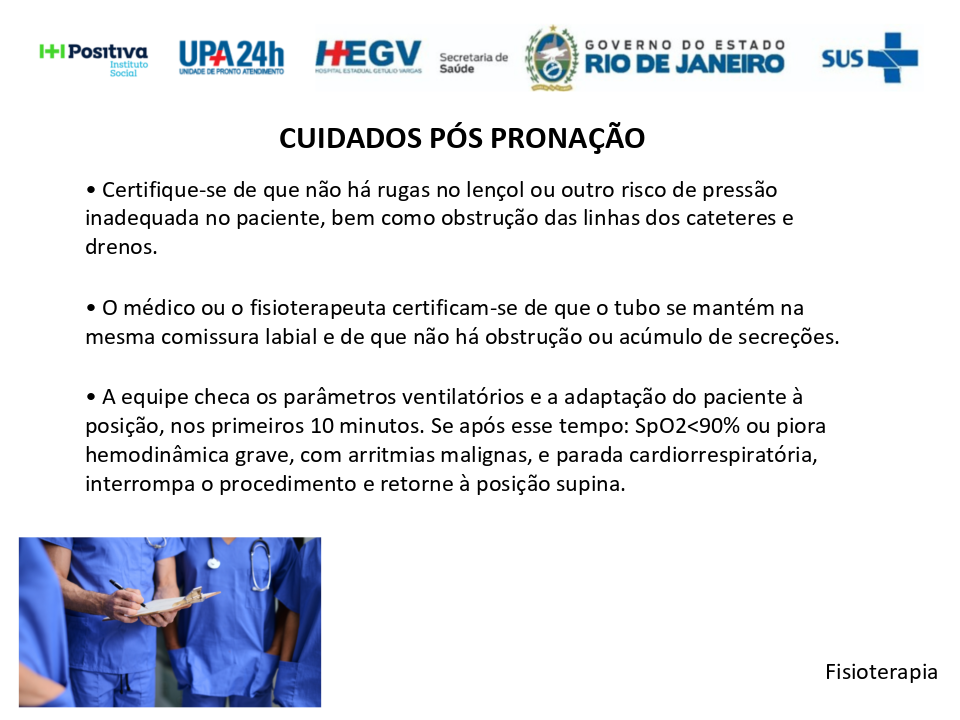 Positiva
Instituto
Social
UPA 24h
UNIDADE DE PRONTO ATENDIMENTO
HEGV
HOSPITAL ESTADUAL GETULIO VARGAS
Secretaria de
Saúde
GOVERNO DO ESTADO
RIO DE JANEIRO
SUS
CUIDADOS PÓS PRONAÇÃO
• Certifique-se de que não há rugas no lençol ou outro risco de pressão
inadequada no paciente, bem como obstrução das linhas dos cateteres e
drenos.
• O médico ou o fisioterapeuta certificam-se de que o tubo se mantém na
mesma comissura labial e de que não há obstrução ou acúmulo de secreções.
• A equipe checa os parâmetros ventilatórios e a adaptação do paciente à
posição, nos primeiros 10 minutos. Se após esse tempo: SpO2<90% ou piora
hemodinâmica grave, com arritmias malignas, e parada cardiorrespiratória,
interrompa o procedimento e retorne à posição supina.
Fisioterapia